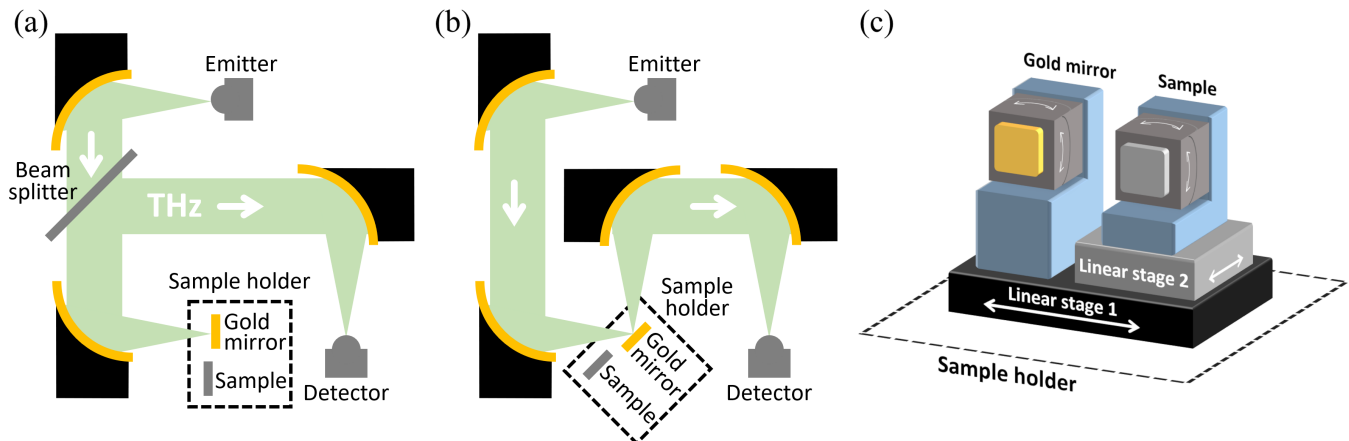 (a)
Emitter
Beam
splitter
THz
Sample holder
Gold
mirror
Sample
Detector
(b)
Emitter
Sample
holder
Gold
mirror
Sample
Detector
(c)
Gold mirror
Sample
Linear stage 2
Linear stage 1
Sample holder